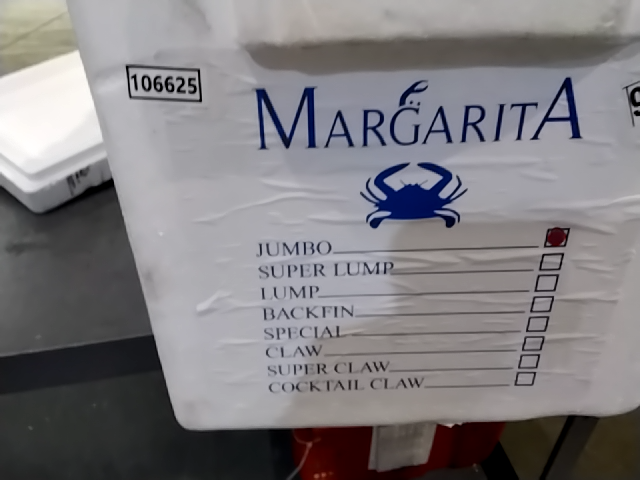 106625
MARGARITA
JUMBO
SUPER LUMP
LUMP
BACKFIN
SPECIAL
CLAW
SUPER CLAW
COCKTAIL CLAW